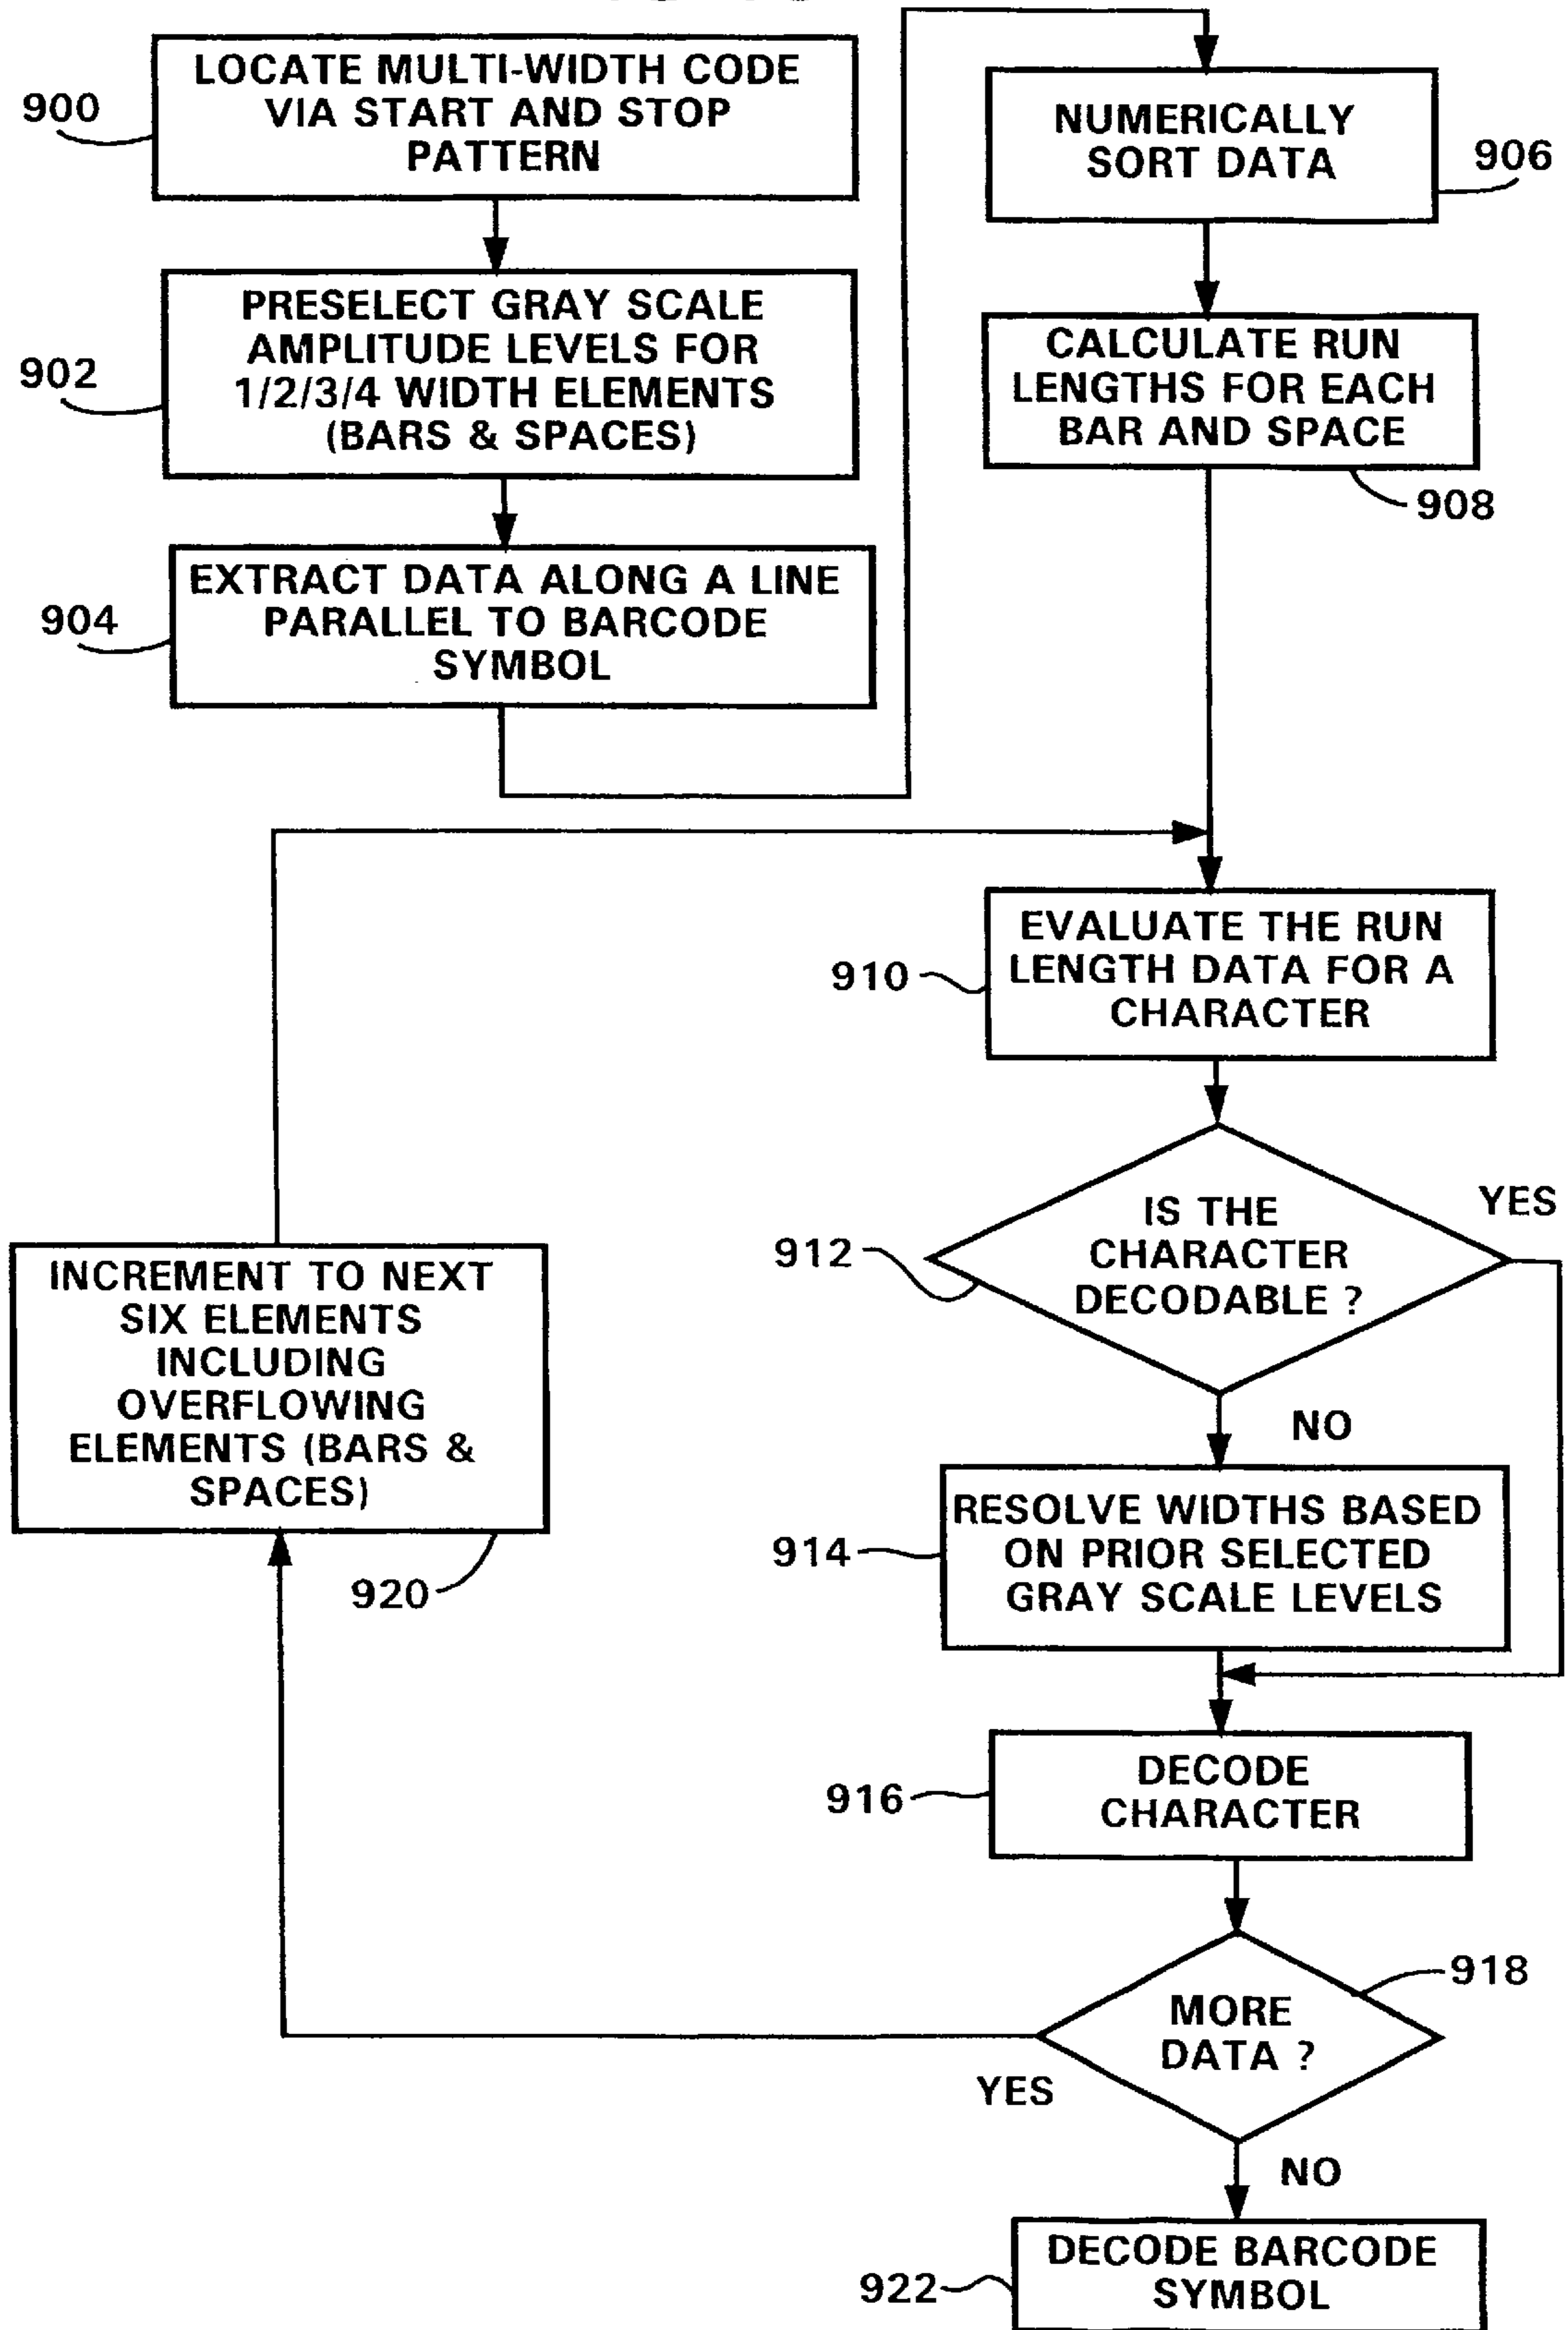 900
LOCATE MULTI-WIDTH CODE
VIA START AND STOP
PATTERN
902
PRESELECT GRAY SCALE
AMPLITUDE LEVELS FOR
1/2/3/4 WIDTH ELEMENTS
(BARS & SPACES)
904
EXTRACT DATA ALONG A LINE
PARALLEL TO BARCODE
SYMBOL
NUMERICALLY
SORT DATA
906
CALCULATE RUN
LENGTHS FOR EACH
BAR AND SPACE
908
EVALUATE THE RUN
LENGTH DATA FOR A
CHARACTER
910
IS THE
CHARACTER
DECODABLE ?
912
YES
NO
RESOLVE WIDTHS BASED
ON PRIOR SELECTED
GRAY SCALE LEVELS
914
DECODE
CHARACTER
916
MORE
DATA ?
918
YES
NO
INCREMENT TO NEXT
SIX ELEMENTS
INCLUDING
OVERFLOWING
ELEMENTS (BARS &
SPACES)
920
DECODE BARCODE
SYMBOL
922